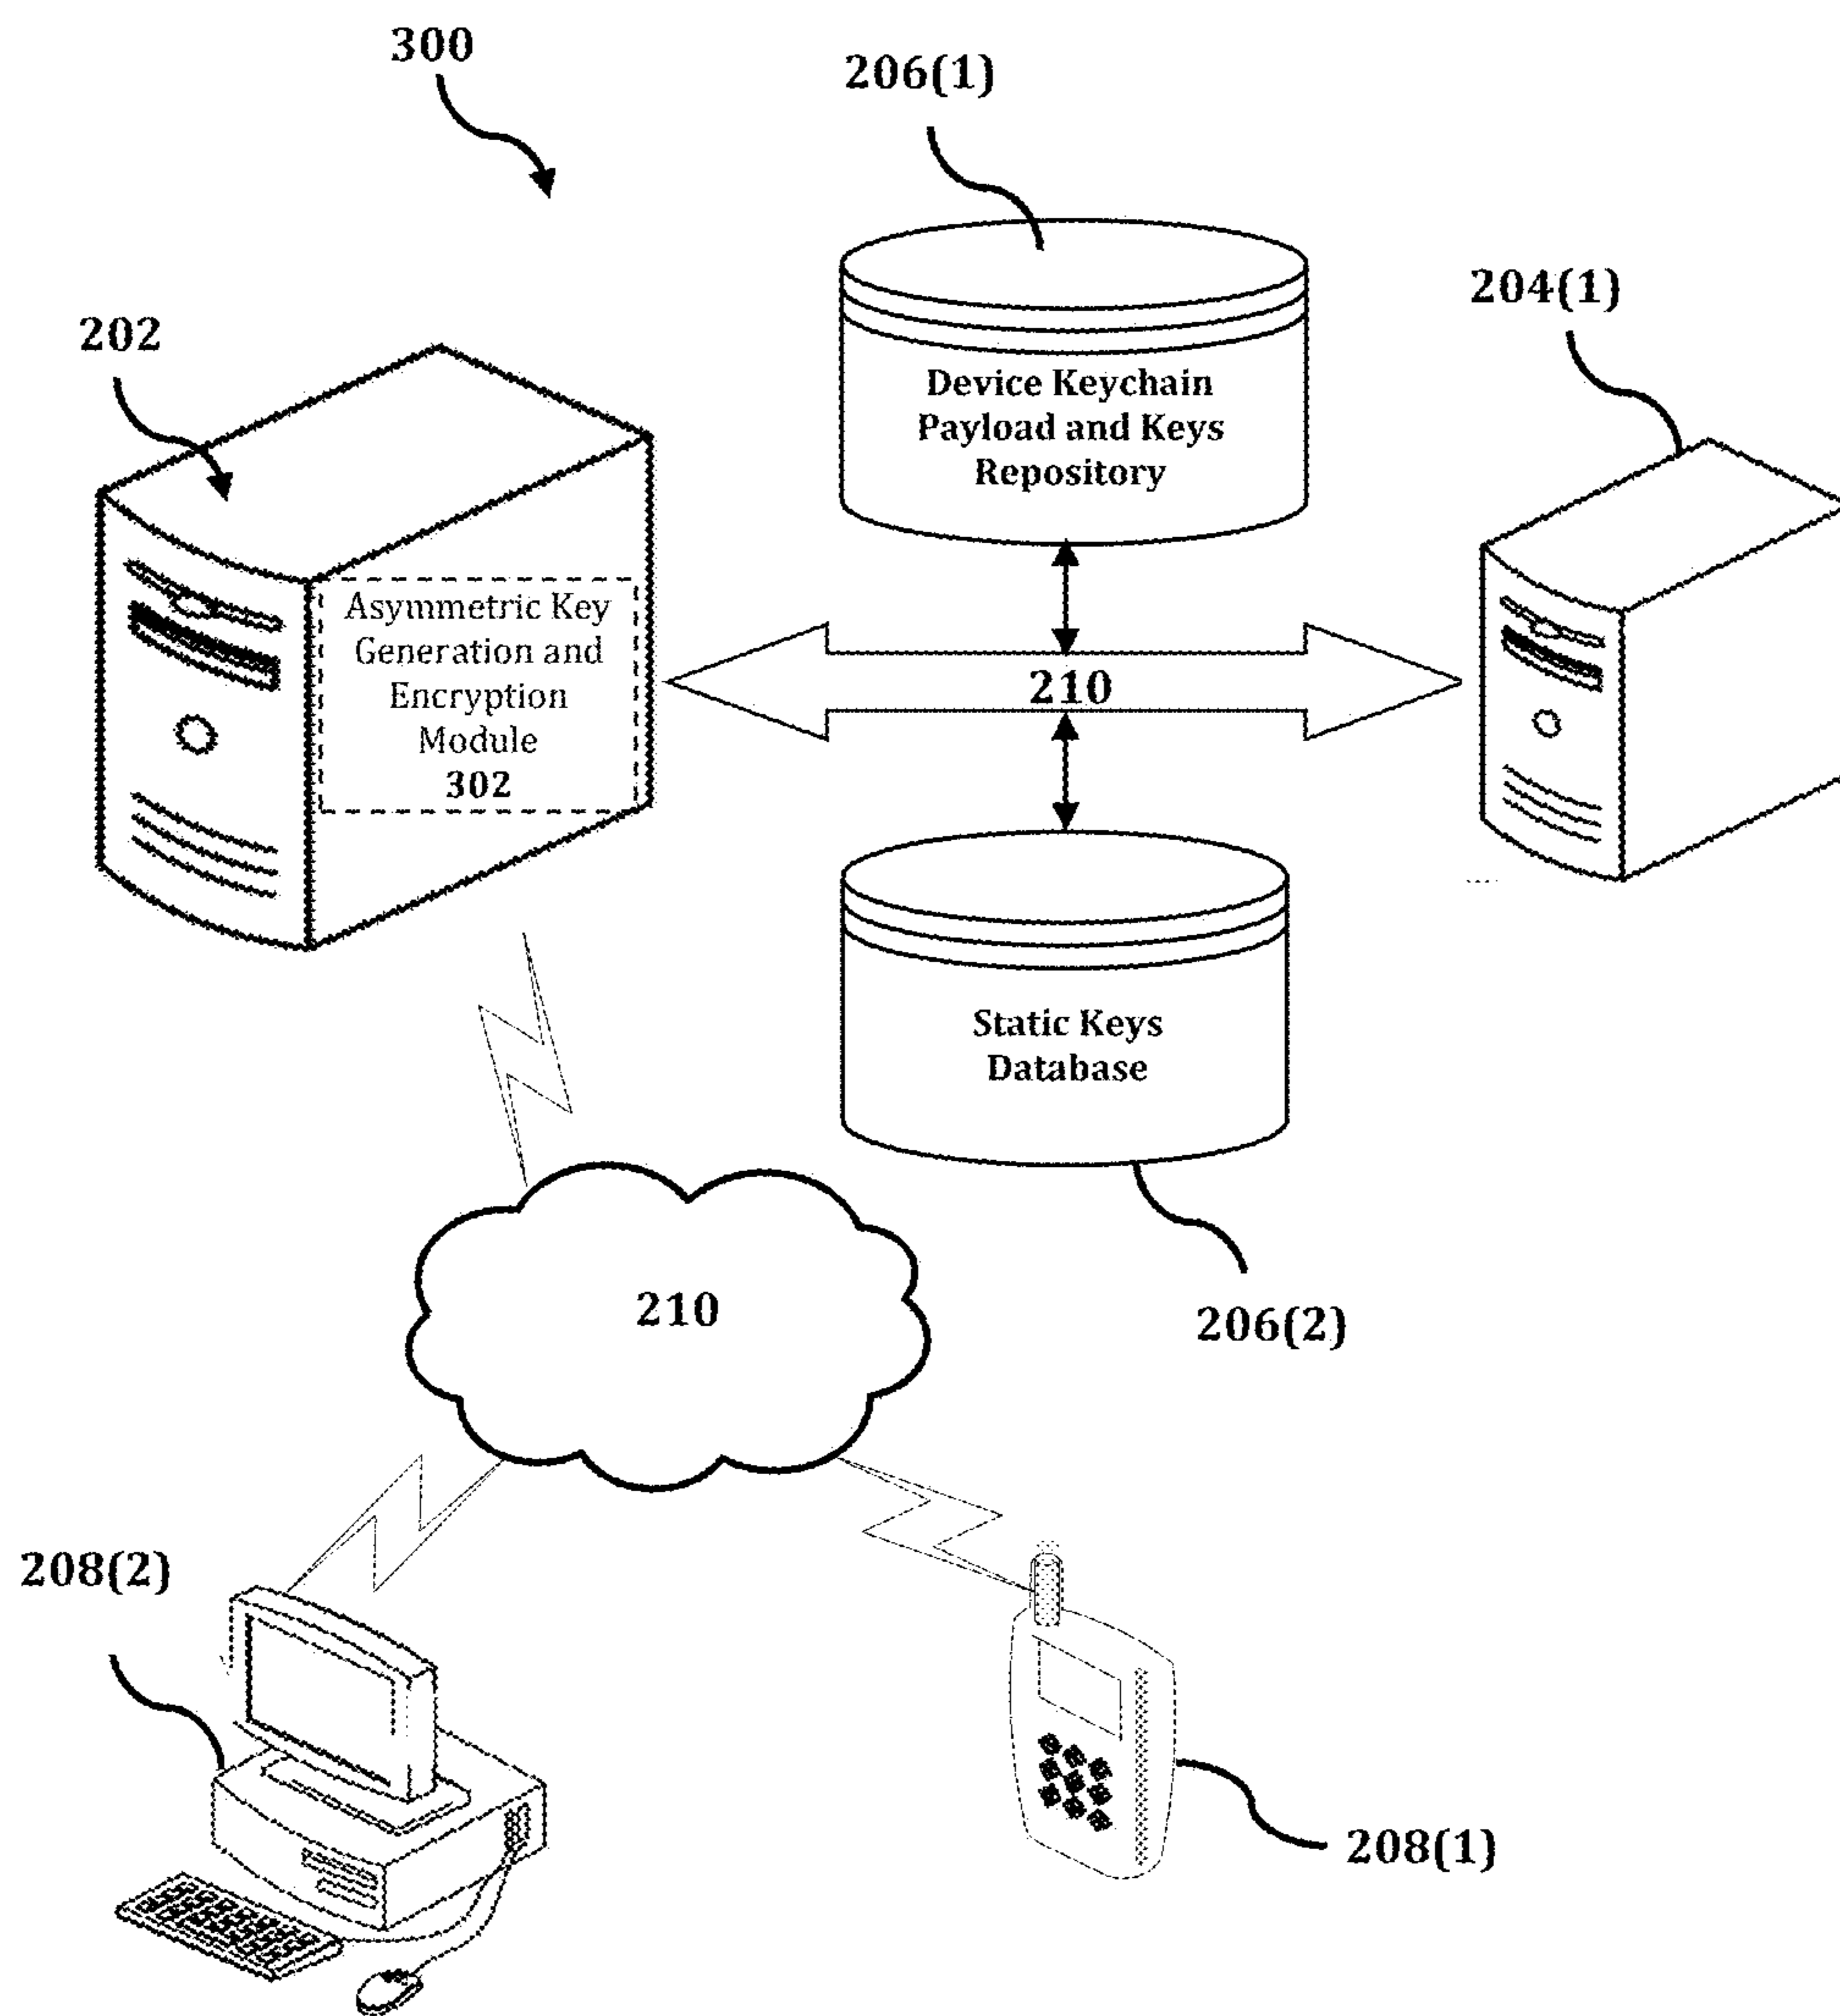 300
206(1)
204(1)
202
Device Keychain
Payload and Keys
Repository
Asymmetric Key
Generation and
Encryption
Module
302
210
Static Keys
Database
206(2)
210
208(2)
208(1)